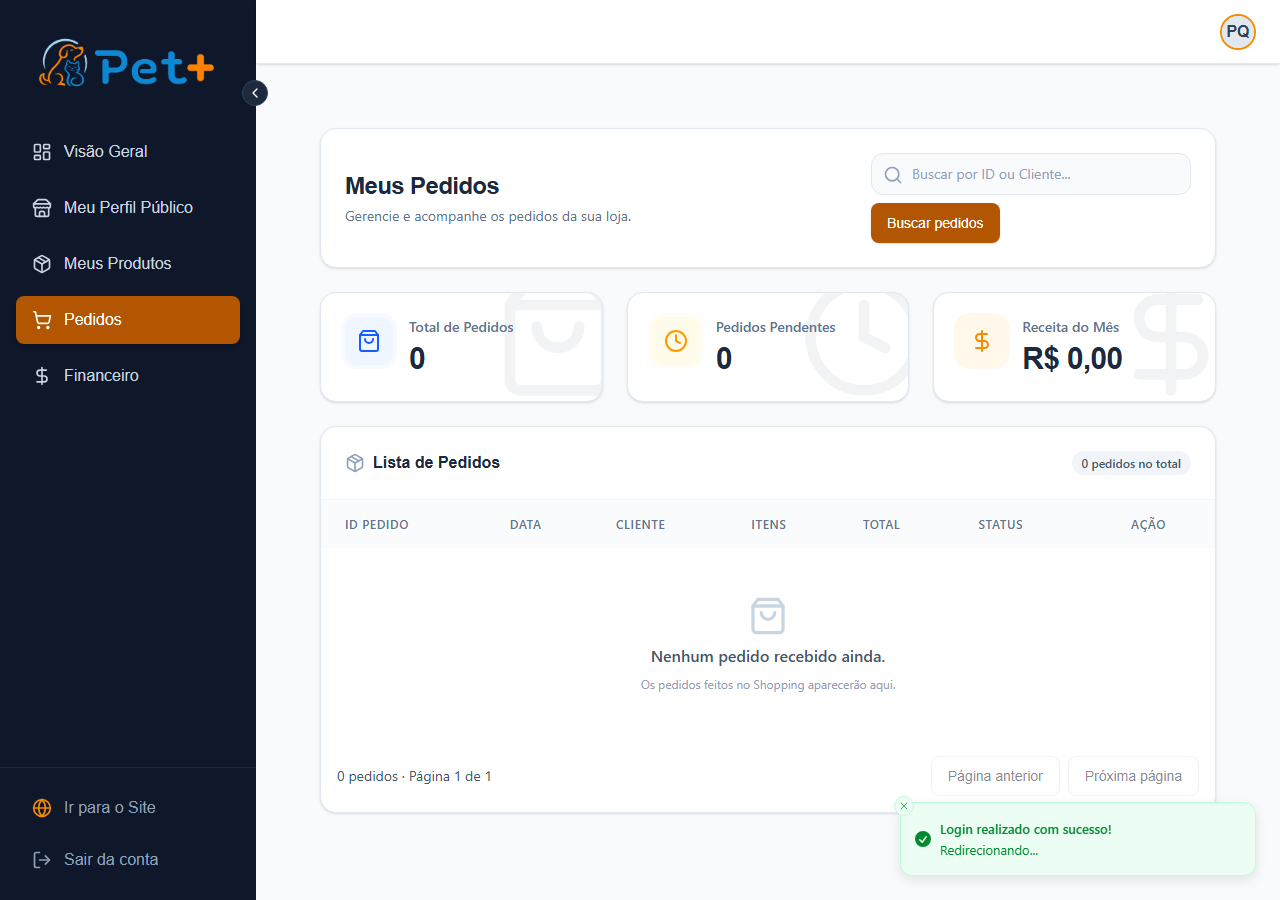 Pet+
PQ
Visão Geral
Meu Perfil Público
Meus Produtos
Pedidos
Financeiro
Ir para o Site
Sair da conta
Meus Pedidos
Gerencie e acompanhe os pedidos da sua loja.
Buscar por ID ou Cliente...
Buscar pedidos
Total de Pedidos
0
Pedidos Pendentes
0
Receita do Mês
R$ 0,00
Lista de Pedidos
0 pedidos no total
ID PEDIDO DATA CLIENTE ITENS TOTAL STATUS AÇÃO
Nenhum pedido recebido ainda.
Os pedidos feitos no Shopping aparecerão aqui.
0 pedidos · Página 1 de 1
Página anterior
Próxima página
Login realizado com sucesso!
Redirecionando...